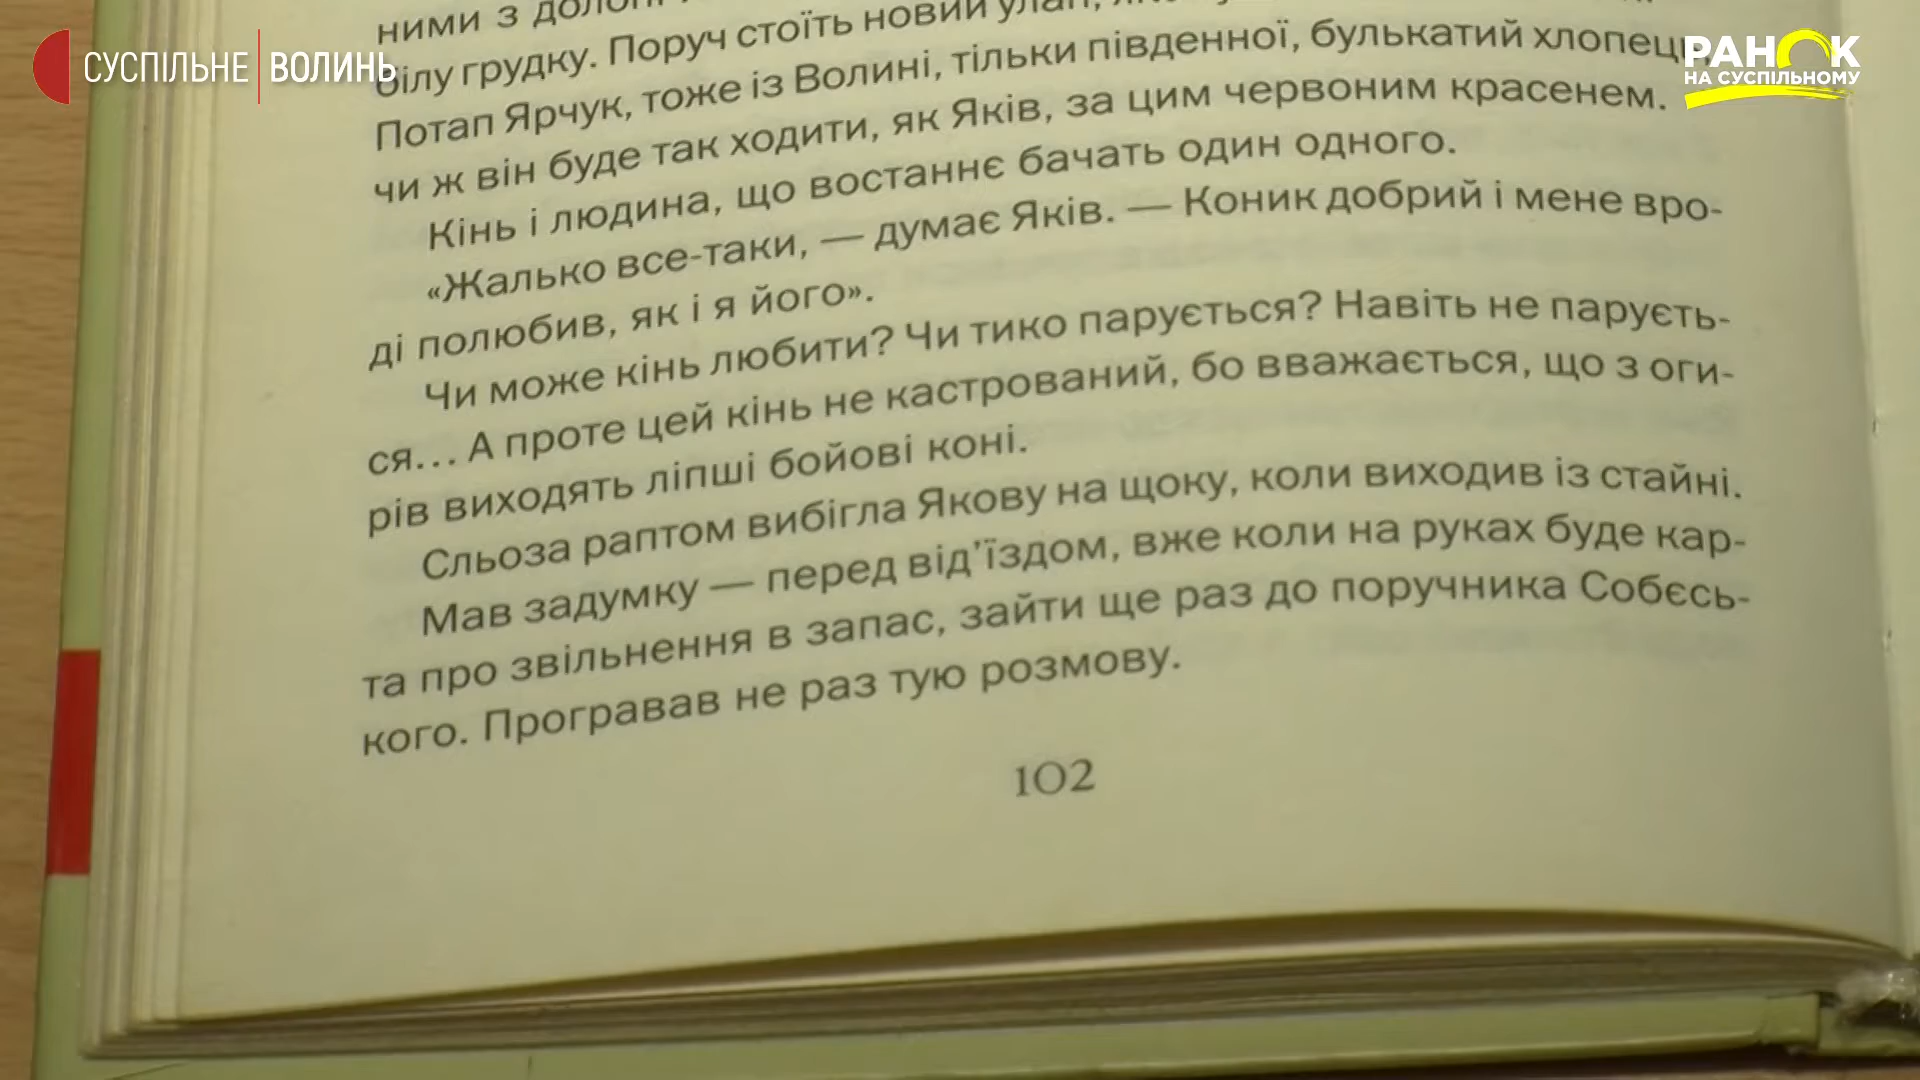 СУСПІЛЬНЕ ВОЛИНЬ
РАНОК
НА СУСПІЛЬНОМУ
ними з долоні
білу грудку. Поруч стоїть новий улан,
Потап Ярчук, тоже із Волині, тільки південної, булькатий хлопець,
чи ж він буде так ходити, як Яків, за цим червоним красенем.
Кінь і людина, що востаннє бачать один одного.
«Жалько все-таки, — думає Яків. — Коник добрий і мене вро-
ді полюбив, як і я його».
Чи може кінь любити? Чи тико парується? Навіть не паруєть-
ся... А проте цей кінь не кастрований, бо вважається, що з оги-
рів виходять ліпші бойові коні.
Сльоза раптом вибігла Якову на щоку, коли виходив із стайні.
Мав задумку — перед від’їздом, вже коли на руках буде кар-
та про звільнення в запас, зайти ще раз до поручника Собєсь-
кого. Програвав не раз тую розмову.
102